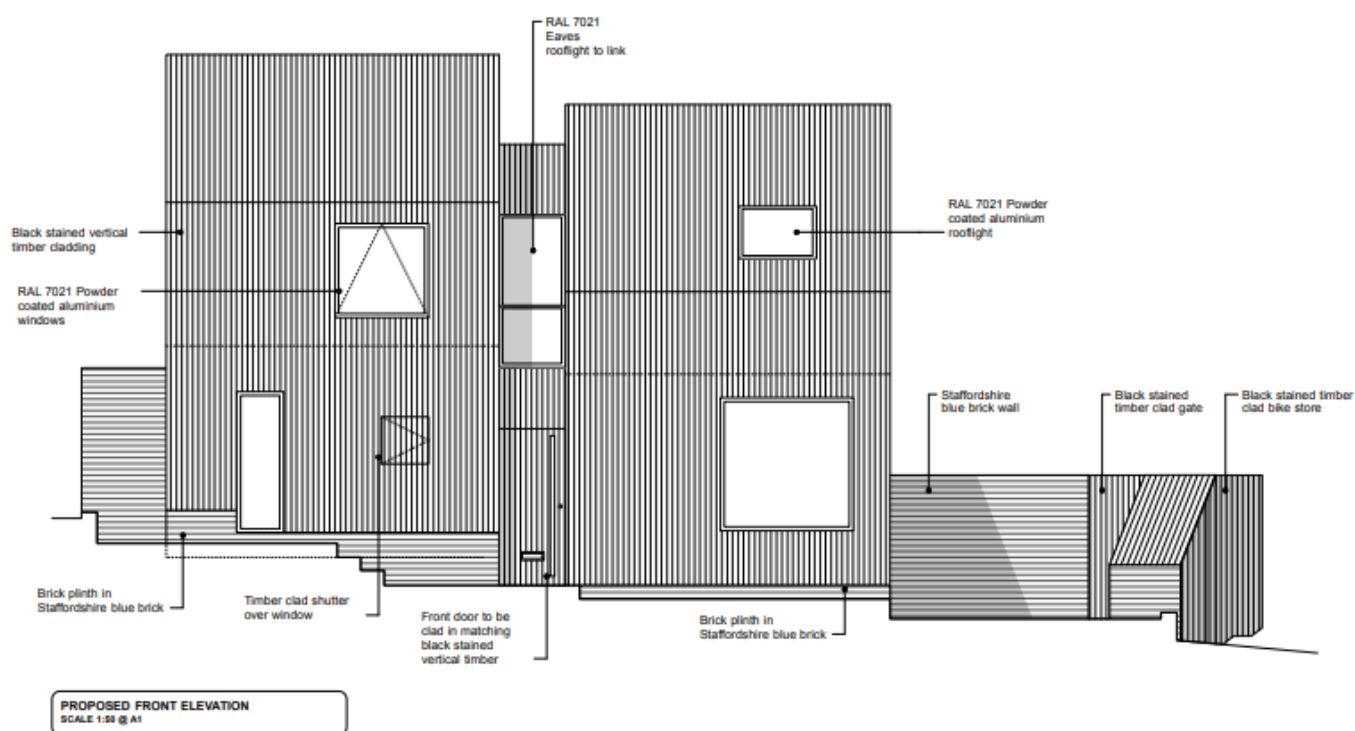 RAL 7021
Eaves
rooflight to link
Black stained vertical
timber cladding
RAL 7021 Powder
coated aluminium
windows
RAL 7021 Powder
coated aluminium
rooflight
Staffordshire
blue brick wall
Black stained
timber clad gate
Black stained timber
clad bike store
Brick plinth in
Staffordshire blue brick
Timber clad shutter
over window
Front door to be
clad in matching
black stained
vertical timber
Brick plinth in
Staffordshire blue brick
PROPOSED FRONT ELEVATION
SCALE 1:50 @ A1